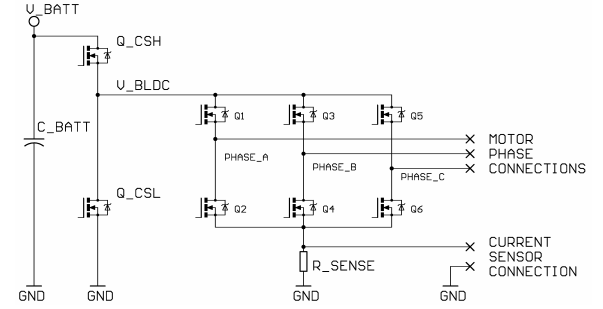 V_BATT
Q_CSH
V_BLDC
C_BATT
Q1
Q3
Q5
MOTOR
PHASE
CONNECTIONS
PHASE_A
PHASE_B
PHASE_C
Q_CSL
Q2
Q4
Q6
CURRENT
SENSOR
CONNECTION
R_SENSE
GND
GND
GND
GND